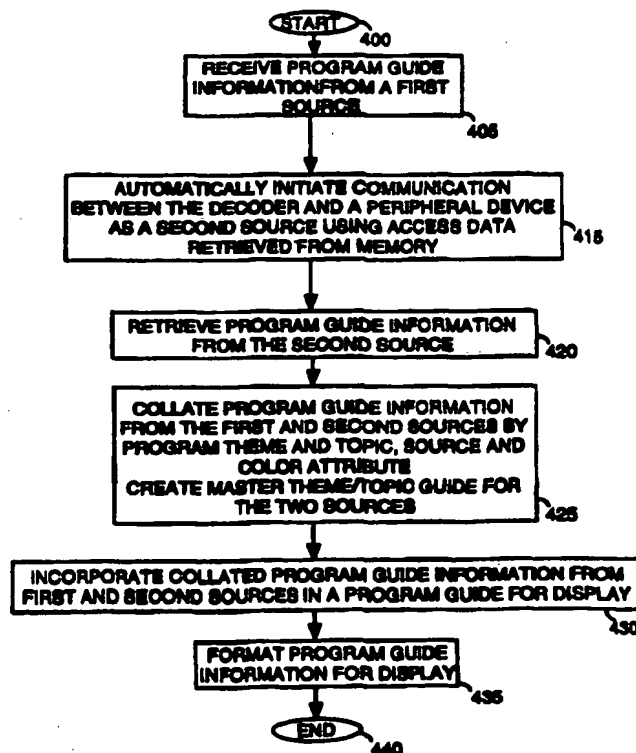 START
400
RECEIVE PROGRAM GUIDE
INFORMATIONFROM A FIRST
SOURCE
405
AUTOMATICALLY INITIATE COMMUNICATION
BETWEEN THE DECODER AND A PERIPHERAL DEVICE
AS A SECOND SOURCE USING ACCESS DATA
RETRIEVED FROM MEMORY
415
RETRIEVE PROGRAM GUIDE INFORMATION
FROM THE SECOND SOURCE
420
COLLATE PROGRAM GUIDE INFORMATION
FROM THE FIRST AND SECOND SOURCES BY
PROGRAM THEME AND TOPIC, SOURCE AND
COLOR ATTRIBUTE
CREATE MASTER THEME/TOPIC GUIDE FOR
THE TWO SOURCES
425
INCORPORATE COLLATED PROGRAM GUIDE INFORMATION FROM
FIRST AND SECOND SOURCES IN A PROGRAM GUIDE FOR DISPLAY
430
FORMAT PROGRAM GUIDE
INFORMATION FOR DISPLAY
435
END
440